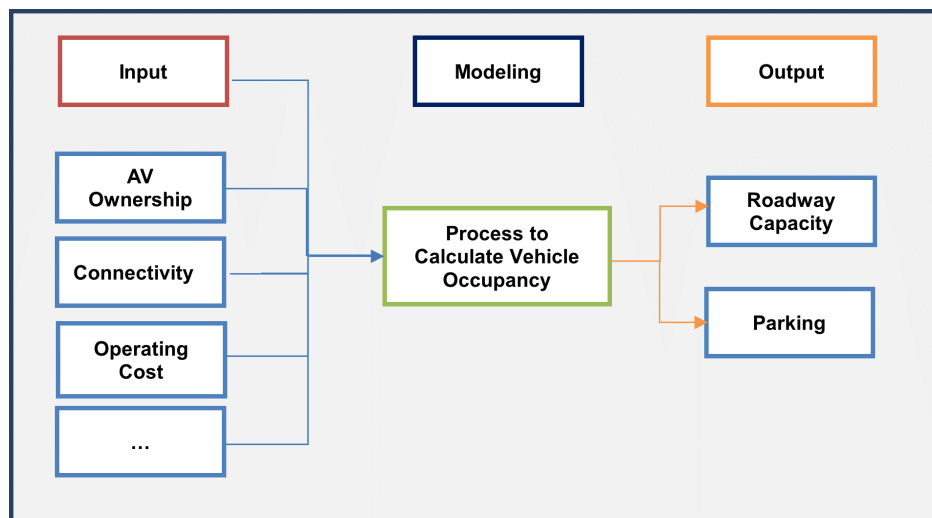 Input
Modeling
Output
AV
Ownership
Connectivity
Operating
Cost
...
Process to
Calculate Vehicle
Occupancy
Roadway
Capacity
Parking